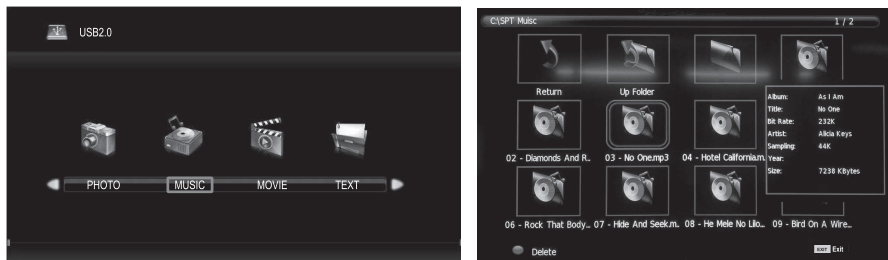 USB2.0
PHOTO MUSIC MOVIE TEXT
C:\SPT Muisc 1 / 2
Return Up Folder
Album: As I Am
Title: No One
Bit Rate: 232K
Artist: Alicia Keys
Sampling: 44K
Year:
Size: 7238 KBytes
02 - Diamonds And R... 03 - No One.mp3 04 - Hotel California.m
06 - Rock That Body... 07 - Hide And Seek.m... 08 - He Mele No Lilo... 09 - Bird On A Wire...
Delete EXIT Exit